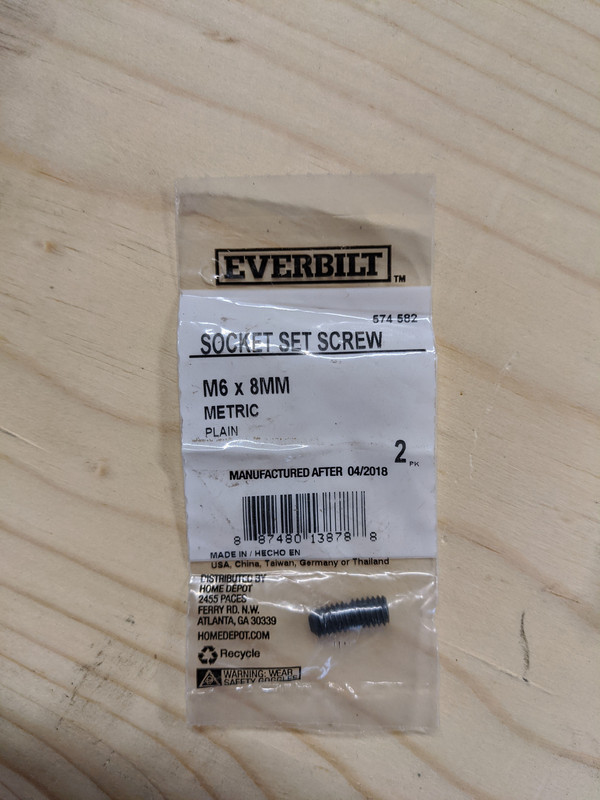 EVERBILT™
574 582
SOCKET SET SCREW
M6 x 8MM
METRIC
PLAIN
2 PK
MANUFACTURED AFTER 04/2018
8 87480 13878 8
MADE IN / HECHO EN
USA, China, Taiwan, Germany or Thailand
DISTRIBUTED BY
HOME DEPOT
2455 PACES
FERRY RD. N.W.
ATLANTA, GA 30339
HOMEDEPOT.COM
Recycle
WARNING: WEAR
SAFETY GOGGLES